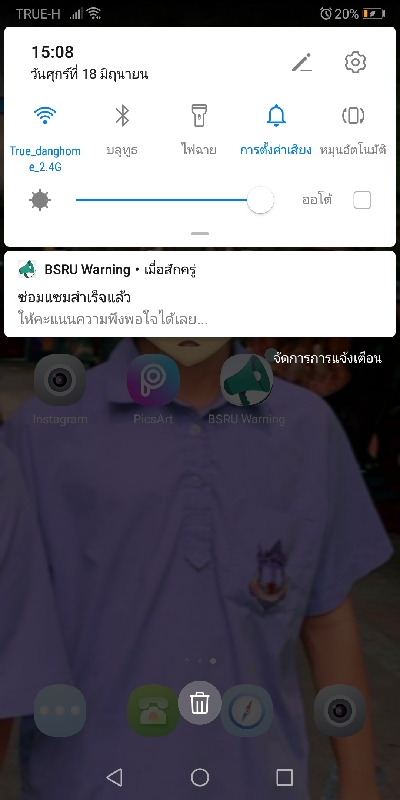 TRUE-H 20%
15:08
วันศุกร์ที่ 18 มิถุนายน
True_danghom
e_2.4G
บลูทูธ
ไฟฉาย
การตั้งค่าเสียง
หมุนอัตโนมัติ
ออโต้
BSRU Warning • เมื่อสักครู่
ซ่อมแซมสำเร็จแล้ว
ให้คะแนนความพึงพอใจได้เลย...
จัดการการแจ้งเตือน
Instagram
PicsArt
BSRU Warning